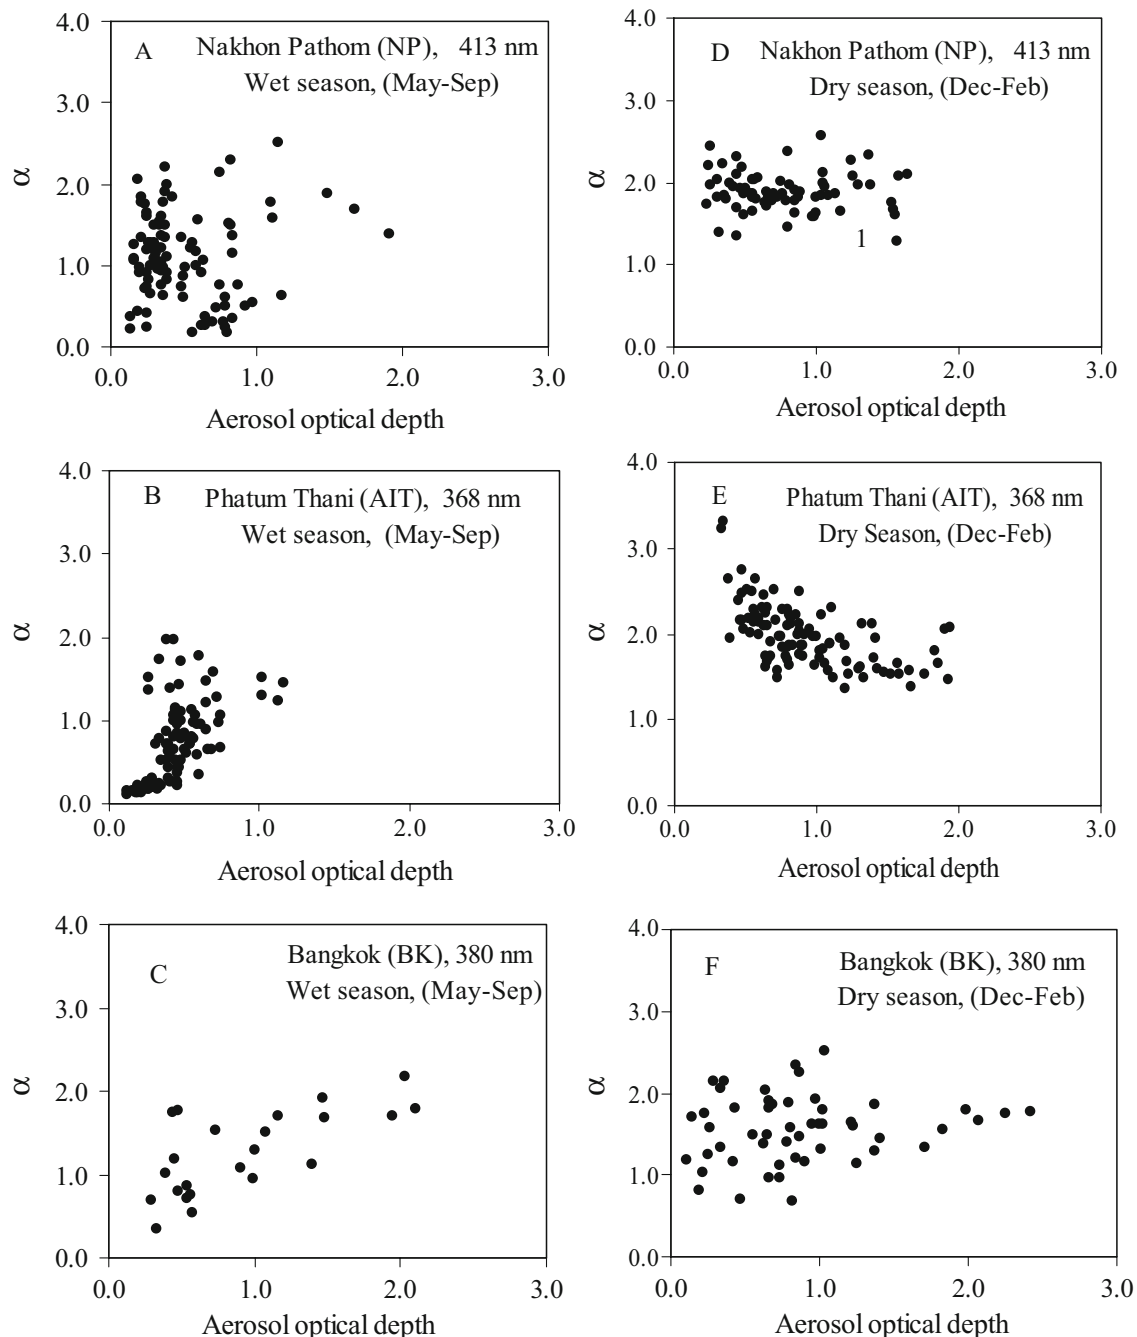 4.0
A
Nakhon Pathom (NP), 413 nm
Wet season, (May-Sep)
3.0
α
2.0
1.0
0.0
0.0 1.0 2.0 3.0
Aerosol optical depth
4.0
D
Nakhon Pathom (NP), 413 nm
Dry season, (Dec-Feb)
3.0
α
2.0
1
1.0
0.0
0.0 1.0 2.0 3.0
Aerosol optical depth
4.0
B
Phatum Thani (AIT), 368 nm
Wet season, (May-Sep)
3.0
α
2.0
1.0
0.0
0.0 1.0 2.0 3.0
Aerosol optical depth
4.0
E
Phatum Thani (AIT), 368 nm
Dry Season, (Dec-Feb)
3.0
α
2.0
1.0
0.0
0.0 1.0 2.0 3.0
Aerosol optical depth
4.0
C
Bangkok (BK), 380 nm
Wet season, (May-Sep)
3.0
α
2.0
1.0
0.0
0.0 1.0 2.0 3.0
Aerosol optical depth
4.0
F
Bangkok (BK), 380 nm
Dry season, (Dec-Feb)
3.0
α
2.0
1.0
0.0
0.0 1.0 2.0 3.0
Aerosol optical depth